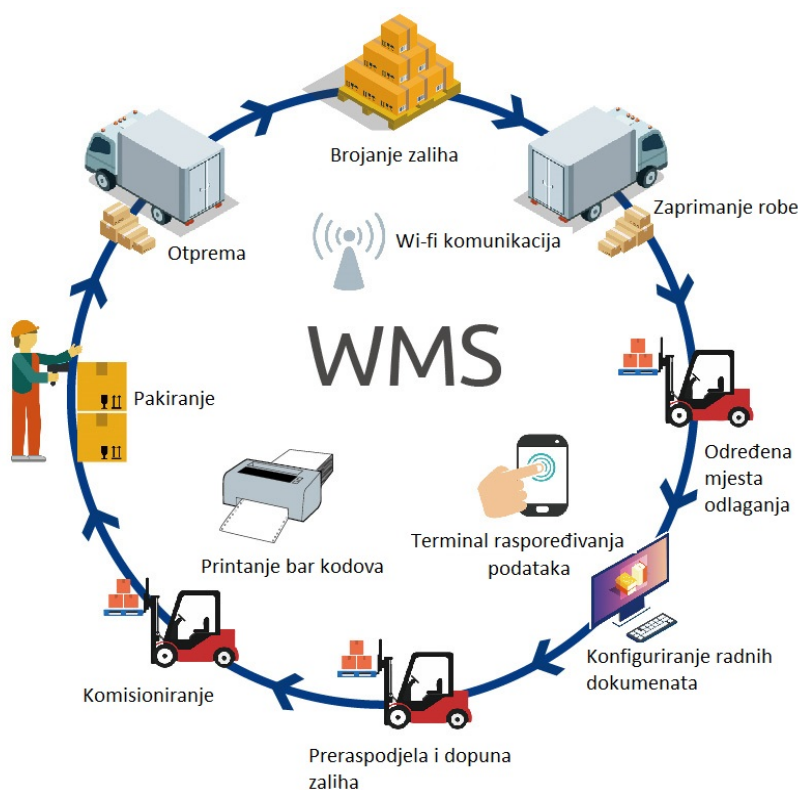 Brojanje zaliha
Zaprimanje robe
Wi-fi komunikacija
Otprema
WMS
Pakiranje
Određena
mjesta
odlaganja
Terminal raspoređivanja
podataka
Printanje bar kodova
Konfiguriranje radnih
dokumenata
Komisioniranje
Preraspodjela i dopuna
zaliha